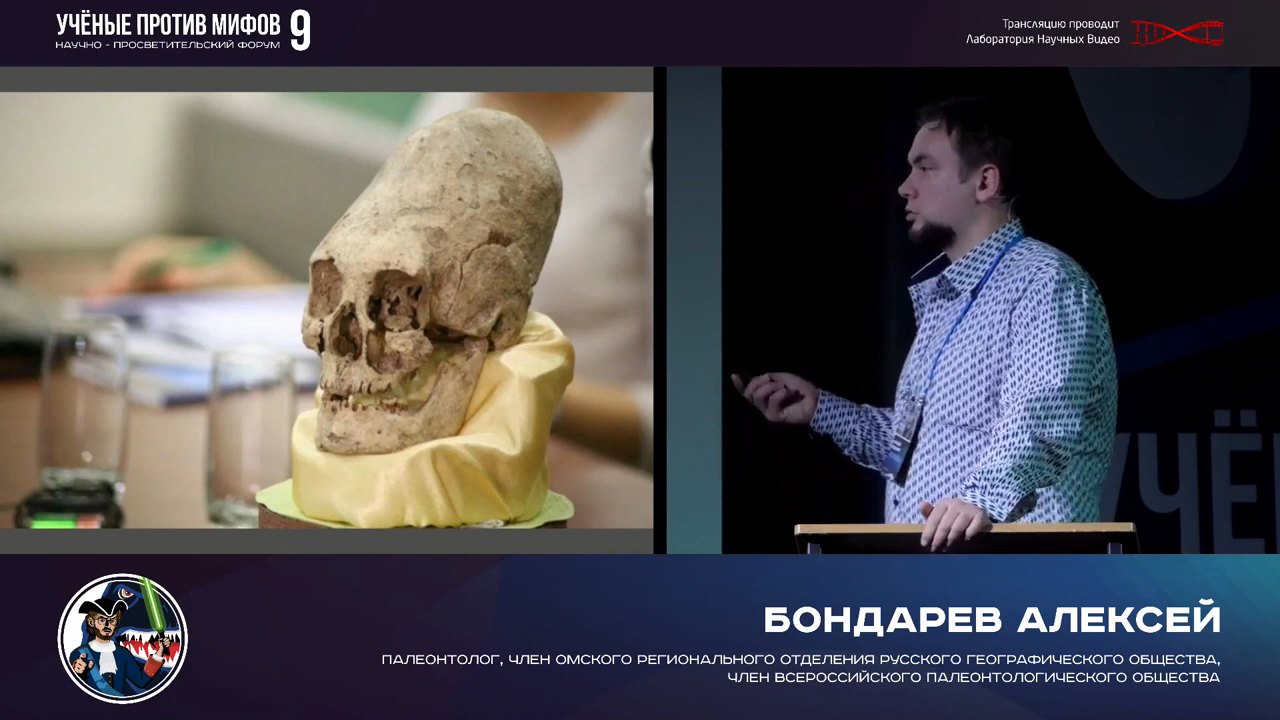 УЧЁНЫЕ ПРОТИВ МИФОВ 9
НАУЧНО - ПРОСВЕТИТЕЛЬСКИЙ ФОРУМ
Трансляцию проводит
Лаборатория Научных Видео
УЧЁ
БОНДАРЕВ АЛЕКСЕЙ
ПАЛЕОНТОЛОГ, ЧЛЕН ОМСКОГО РЕГИОНАЛЬНОГО ОТДЕЛЕНИЯ РУССКОГО ГЕОГРАФИЧЕСКОГО ОБЩЕСТВА,
ЧЛЕН ВСЕРОССИЙСКОГО ПАЛЕОНТОЛОГИЧЕСКОГО ОБЩЕСТВА